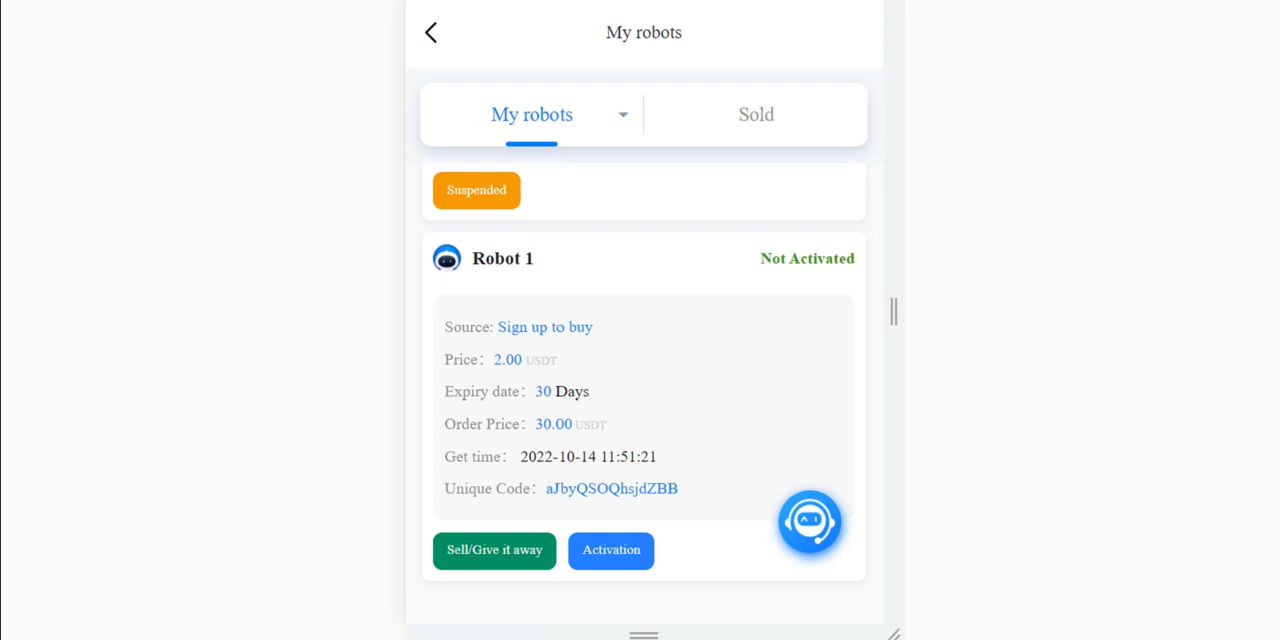 My robots
My robots
Sold
Suspended
Robot 1
Not Activated
Source: Sign up to buy
Price: 2.00 USDT
Expiry date: 30 Days
Order Price: 30.00 USDT
Get time: 2022-10-14 11:51:21
Unique Code: aJbyQSOQhsjdZBB
Sell/Give it away
Activation